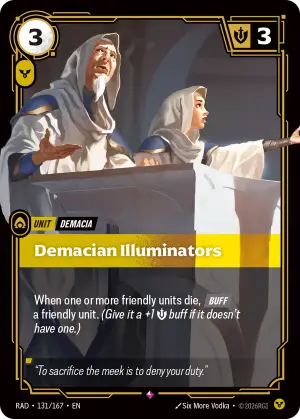 3
3
UNIT DEMACIA
Demacian Illuminators
When one or more friendly units die, BUFF
a friendly unit. (Give it a +1 buff if it doesn't
have one.)
"To sacrifice the meek is to deny your duty."
RAD • 131/167 • EN
Six More Vodka • ©2026RGI